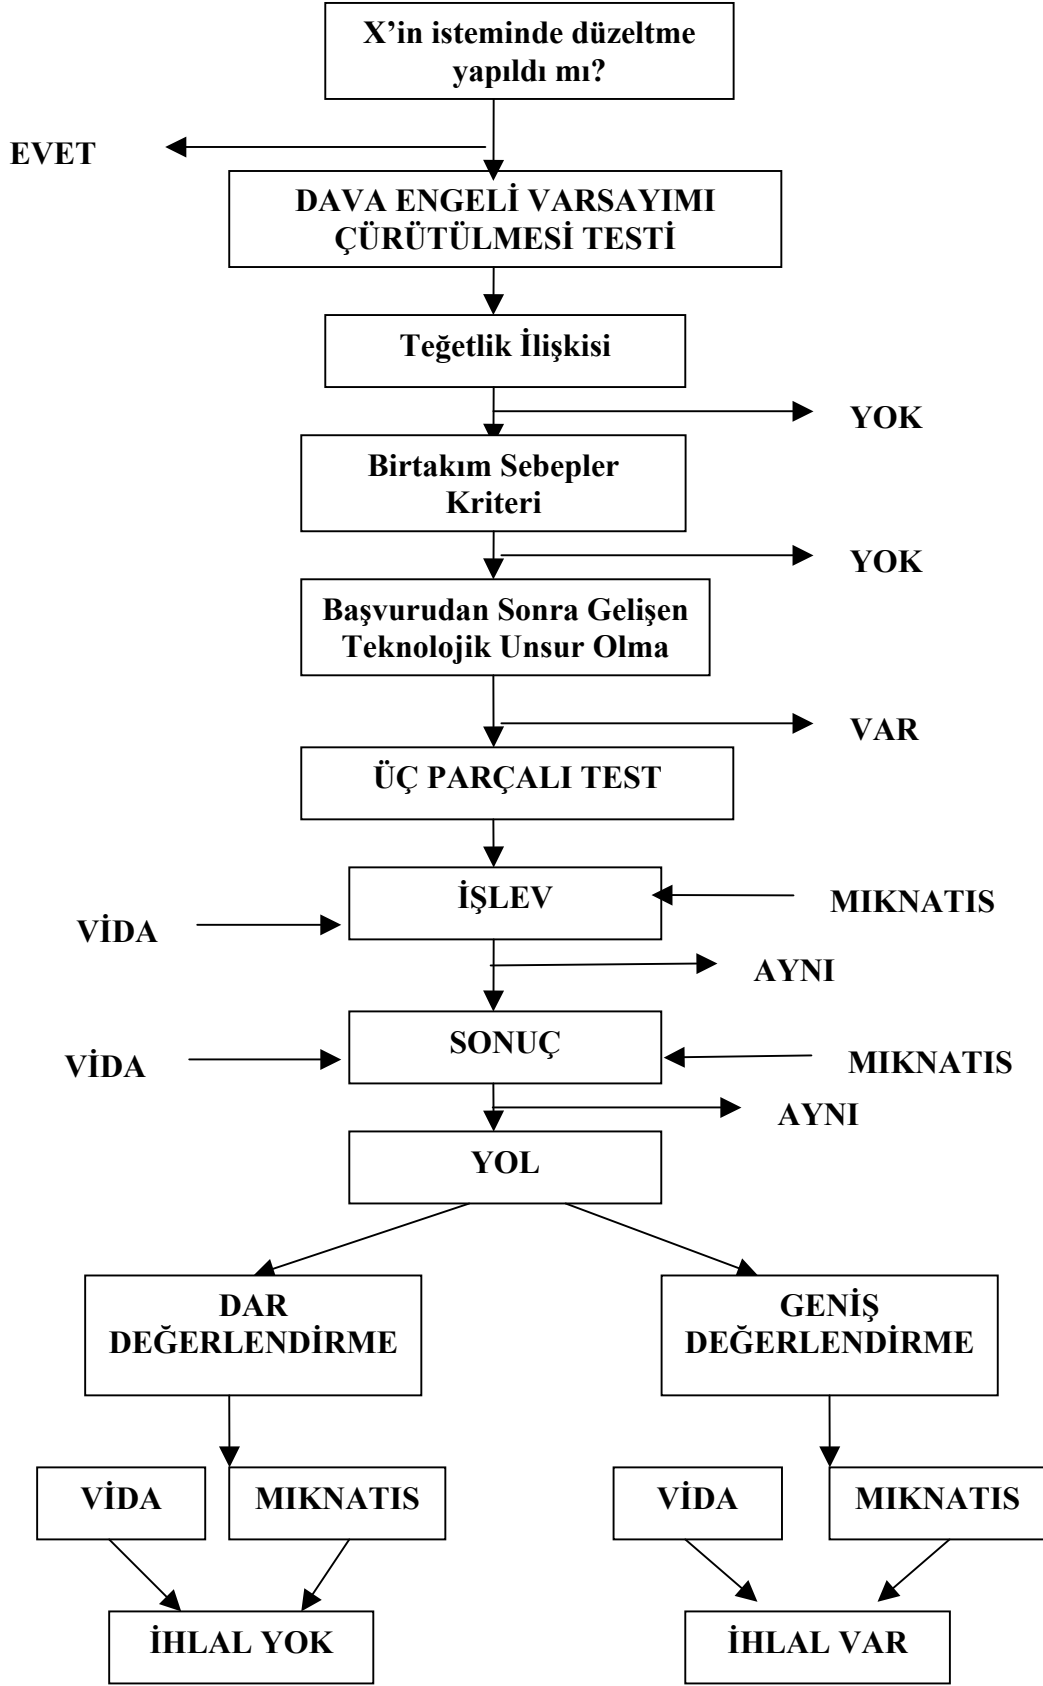 X’in isteminde düzeltme
yapıldı mı?
EVET
DAVA ENGELİ VARSAYIMI
ÇÜRÜTÜLMESİ TESTİ
Teğetlik İlişkisi
YOK
Birtakım Sebepler
Kriteri
YOK
Başvurudan Sonra Gelişen
Teknolojik Unsur Olma
VAR
ÜÇ PARÇALI TEST
İŞLEV
MIKNATIS
VİDA
AYNI
SONUÇ
VİDA
MIKNATIS
AYNI
YOL
DAR
DEĞERLENDİRME
GENİŞ
DEĞERLENDİRME
VİDA
MIKNATIS
VİDA
MIKNATIS
İHLAL YOK
İHLAL VAR